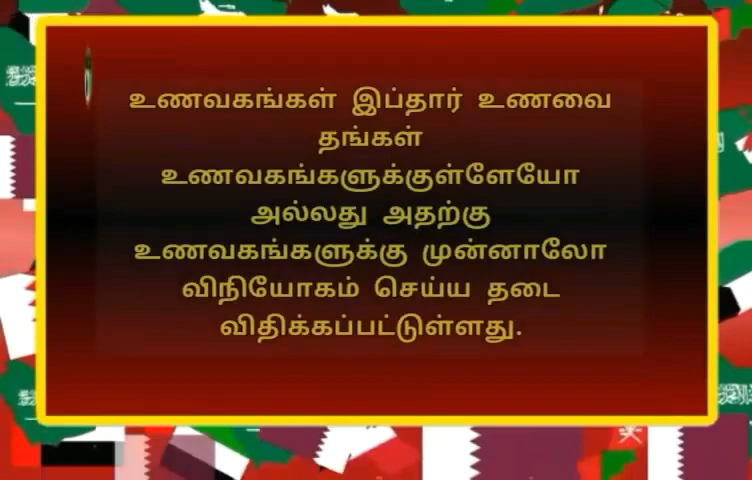 உணவகங்கள் இப்தார் உணவை
தங்கள்
உணவகங்களுக்குள்ளேயோ
அல்லது அதற்கு
உணவகங்களுக்கு முன்னாலோ
விநியோகம் செய்ய தடை
விதிக்கப்பட்டுள்ளது.